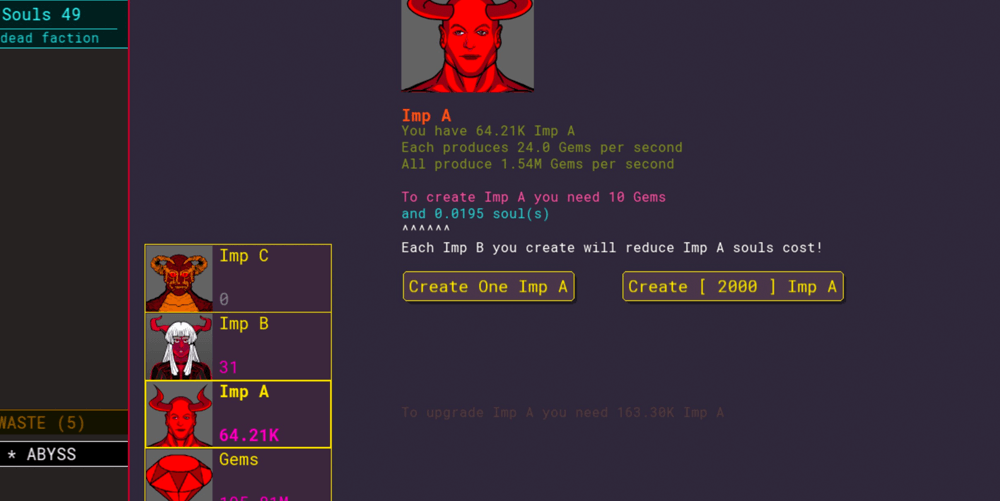 Souls 49
dead faction
Imp A
You have 64.21K Imp A
Each produces 24.0 Gems per second
All produce 1.54M Gems per second
To create Imp A you need 10 Gems
and 0.0195 soul(s)
^^^^^^
Each Imp B you create will reduce Imp A souls cost!
Create One Imp A
Create [ 2000 ] Imp A
Imp C
0
Imp B
31
Imp A
64.21K
Gems
To upgrade Imp A you need 163.30K Imp A
WASTE (5)
* ABYSS